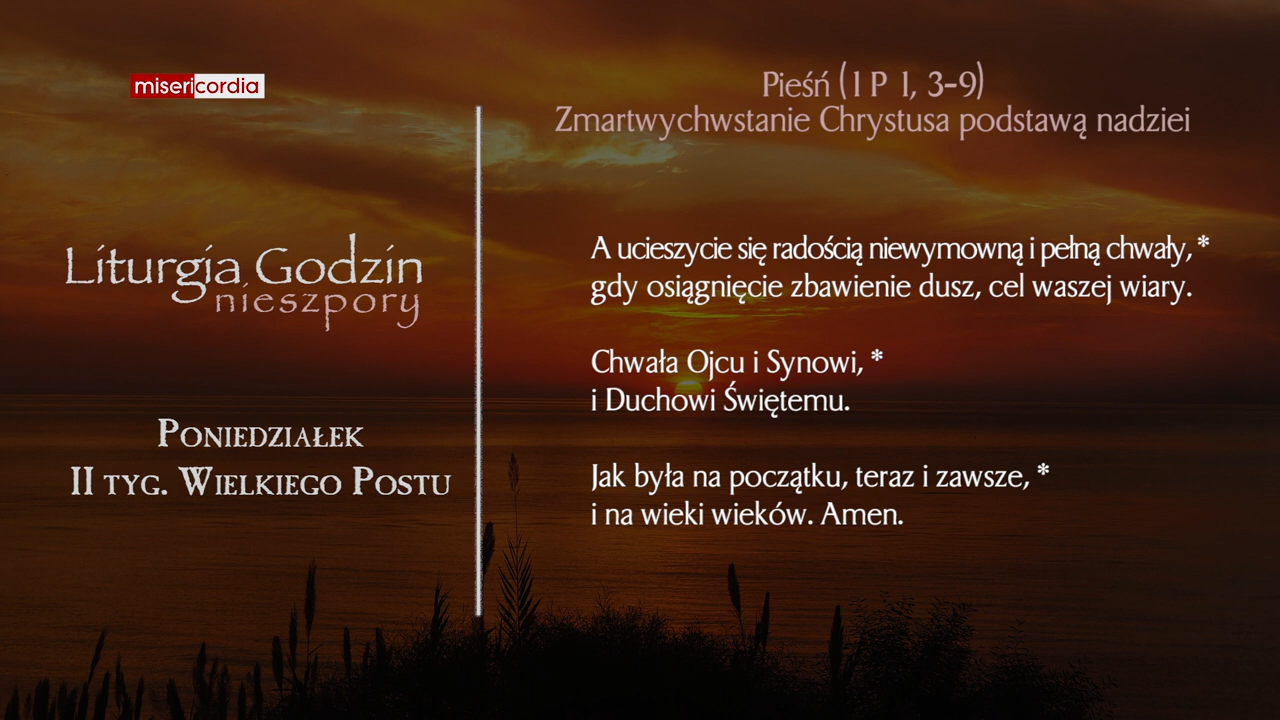 misericordia
Liturgia Godzin
nieszpory
Poniedziałek
II tyg. Wielkiego Postu
Pieśń (1 P 1, 3-9)
Zmartwychwstanie Chrystusa podstawą nadziei
A ucieszycie się radością niewymowną i pełną chwały, *
gdy osiągnięcie zbawienie dusz, cel waszej wiary.
Chwała Ojcu i Synowi, *
i Duchowi Świętemu.
Jak była na początku, teraz i zawsze, *
i na wieki wieków. Amen.